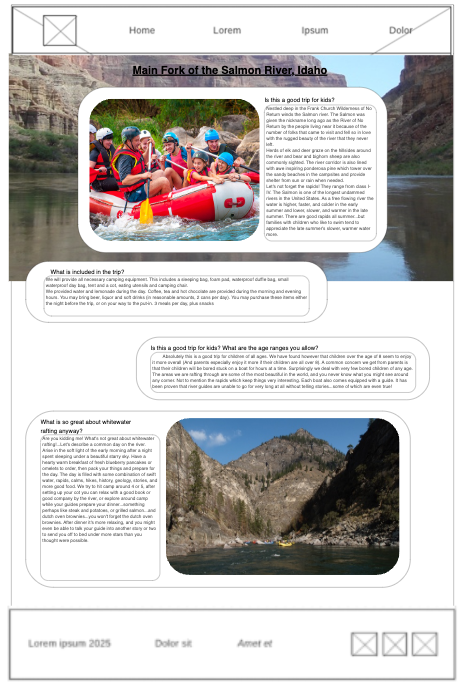 Home Lorem Ipsum Dolor
Main Fork of the Salmon River, Idaho
Is this a good trip for kids?
Nestled deep in the Frank Church Wilderness of No
Return winds the Salmon river. The Salmon was
given the nickname long ago as the River of No
Return by the people living near it because of the
number of folks that came to visit and fell so in love
with the rugged beauty of the river that they never
left.
Herds of elk and deer graze on the hillsides around
the river and bear and bighorn sheep are also
commonly sighted. The river corridor is also lined
with awe inspiring ponderosa pines which tower over
the sandy beaches in the campsites and provide
shelter from sun or rain when needed.
Let's not forget the rapids! They range from class I-
IV. The Salmon is one of the longest undammed
rivers in the United States. As a free flowing river the
water is higher, faster, and colder in the early
summer and lower, slower, and warmer in the late
summer. There are good rapids all summer...but
families with children who like to swim tend to
appreciate the late summer's slower, warmer water
more.
What is included in the trip?
We will provide all necessary camping equipment. This includes a sleeping bag, foam pad, waterproof duffle bag, small
waterproof day bag, tent and a cot, eating utensils and camping chair.
We provide water and lemonade during the day. Coffee, tea and hot chocolate are provided during the morning and evening
hours. You may bring beer, liquor and soft drinks (in reasonable amounts, 2 cans per day). You may purchase these items either
the night before the trip, or on your way to the put-in. 3 meals per day, plus snacks
Is this a good trip for kids? What are the age ranges you allow?
Absolutely this is a good trip for children of all ages. We have found however that children over the age of 8 seem to enjoy
it more overall (And parents especially enjoy it more if their children are all over 8). A common concern we get from parents is
that their children will be bored stuck on a boat for hours at a time. Surprisingly we deal with very few bored children of any age.
The areas we are rafting through are some of the most beautiful in the world, and you never know what you might see around
any corner. Not to mention the rapids which keep things very interesting. Each boat also comes equipped with a guide. It has
been proven that river guides are unable to go for very long at all without telling stories... some of which are even true!
What is so great about whitewater
rafting anyway?
Are you kidding me! What's not great about whitewater
rafting!...Let's describe a common day on the river.
Arise in the soft light of the early morning after a night
spent sleeping under a beautiful starry sky. Have a
hearty warm breakfast of fresh blueberry pancakes or
omelets to order, then pack your things and prepare for
the day. The day is filled with some combination of swift
water, rapids, calms, hikes, history, geology, stories, and
more good food. We try to hit camp around 4 or 5, after
setting up your cot you can relax with a good book or
good company by the river, or explore around camp
while your guides prepare your dinner...something
perhaps like steak and potatoes, or grilled salmon...and
dutch oven brownies...you won't forget the dutch oven
brownies. After dinner it's more relaxing, and you might
even be able to talk your guide into another story or two
to send you off to bed under more stars than you
thought were possible.
Lorem ipsum 2025 Dolor sit Amet et